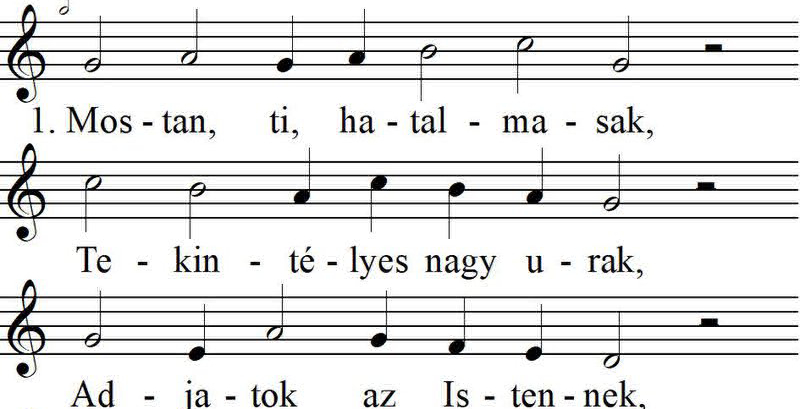 1. Mos - tan, ti, ha - tal - ma - sak,
Te - kin - té - lyes nagy u - rak,
Ad - ja - tok az Is - ten - nek,